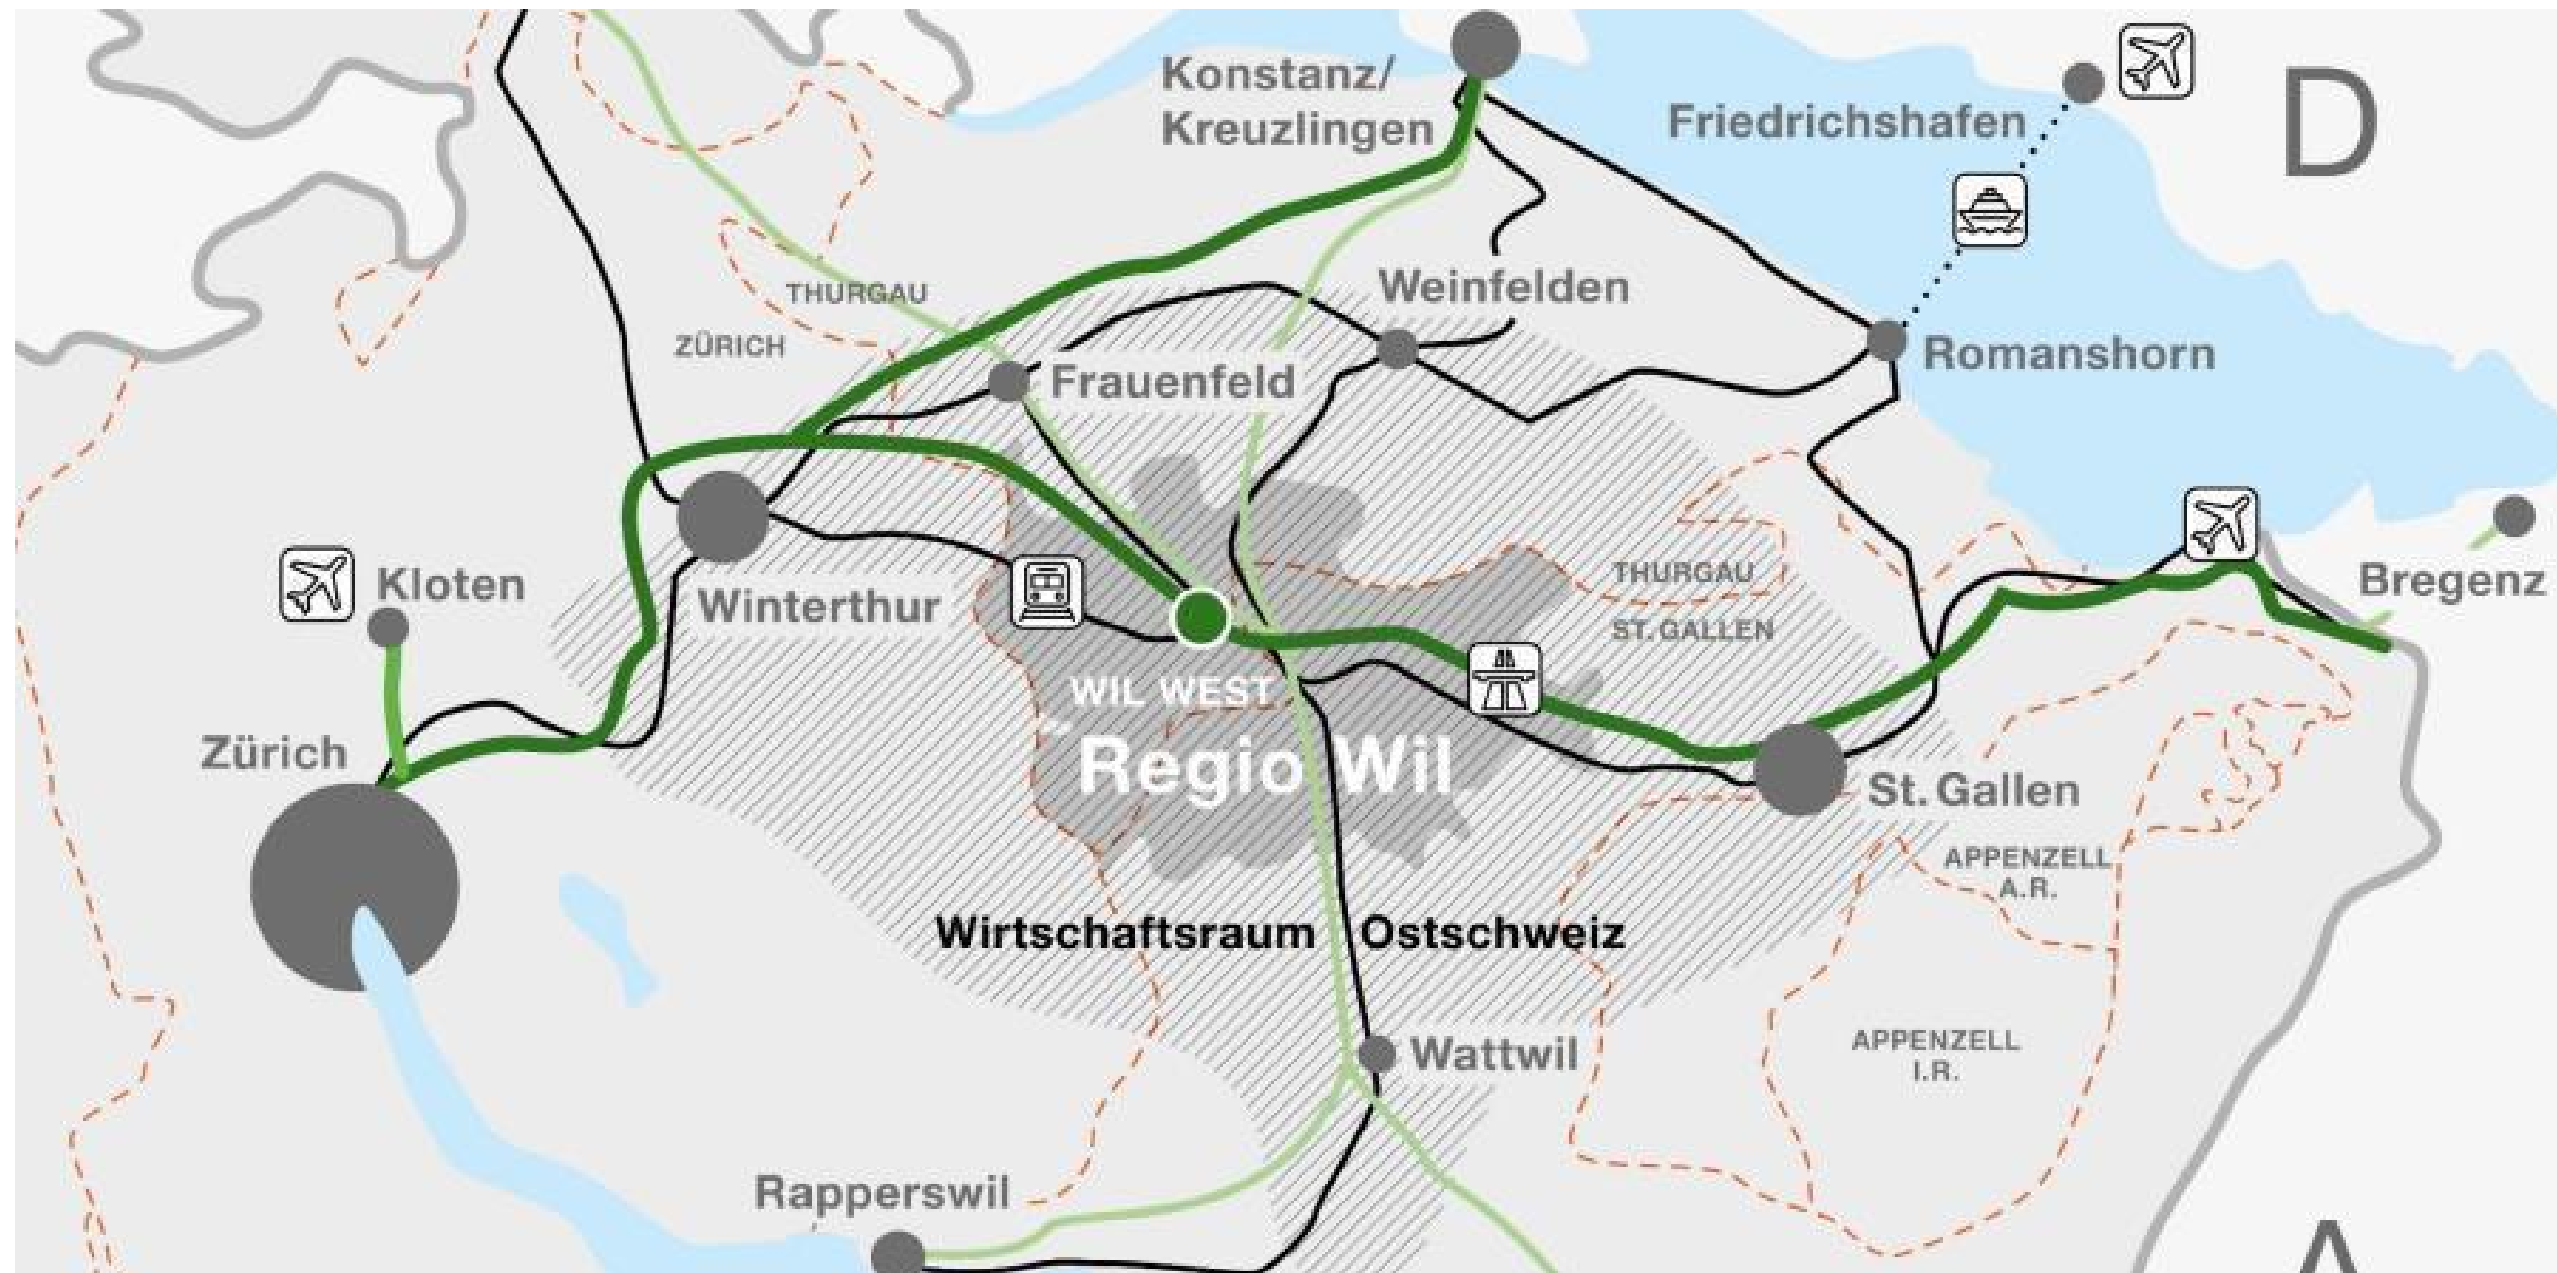 Konstanz/
Kreuzlingen
Friedrichshafen
D
THURGAU
Weinfelden
ZÜRICH
Romanshorn
Frauenfeld
Kloten
Winterthur
THURGAU
ST. GALLEN
Bregenz
WIL WEST
Zürich
Regio Wil
St. Gallen
APPENZELL
A.R.
Wirtschaftsraum Ostschweiz
Wattwil
APPENZELL
I.R.
Rapperswil
A